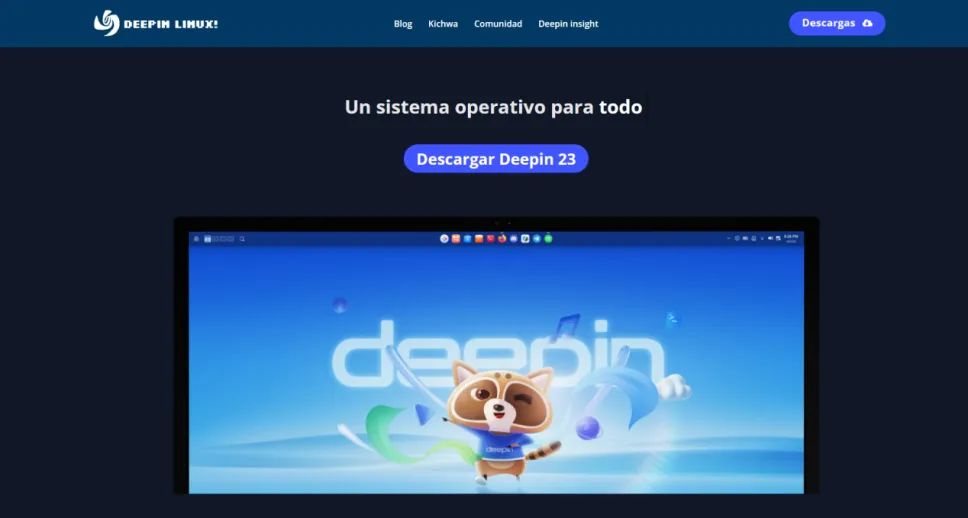 DEEPIN LINUX!
Blog Kichwa Comunidad Deepin insight
Descargas
Un sistema operativo para todo
Descargar Deepin 23
deepin
deepin